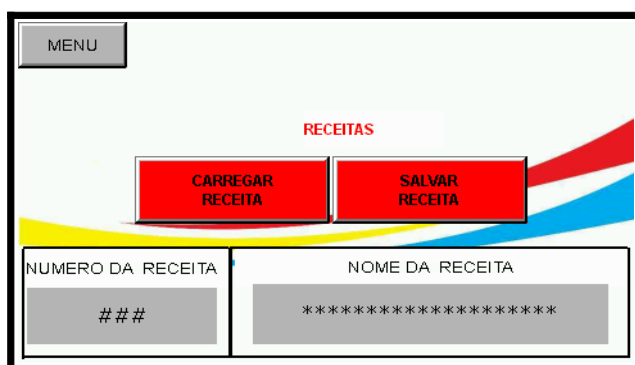 MENU
RECEITAS
CARREGAR
RECEITA
SALVAR
RECEITA
NUMERO DA RECEITA
NOME DA RECEITA
###
********************